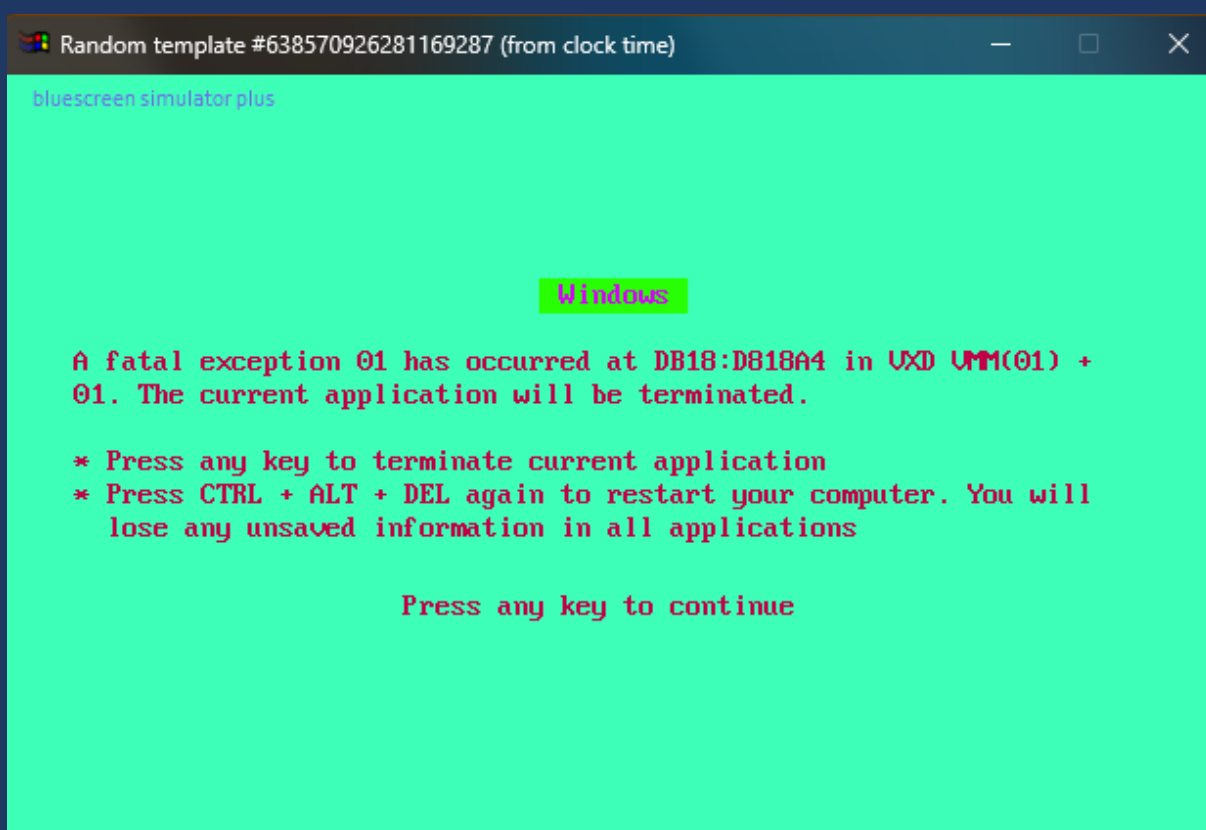 Random template #638570926281169287 (from clock time)
bluescreen simulator plus
Windows
A fatal exception 01 has occurred at DB18:D818A4 in VXD VMM(01) +
01. The current application will be terminated.
* Press any key to terminate current application
* Press CTRL + ALT + DEL again to restart your computer. You will
lose any unsaved information in all applications
Press any key to continue